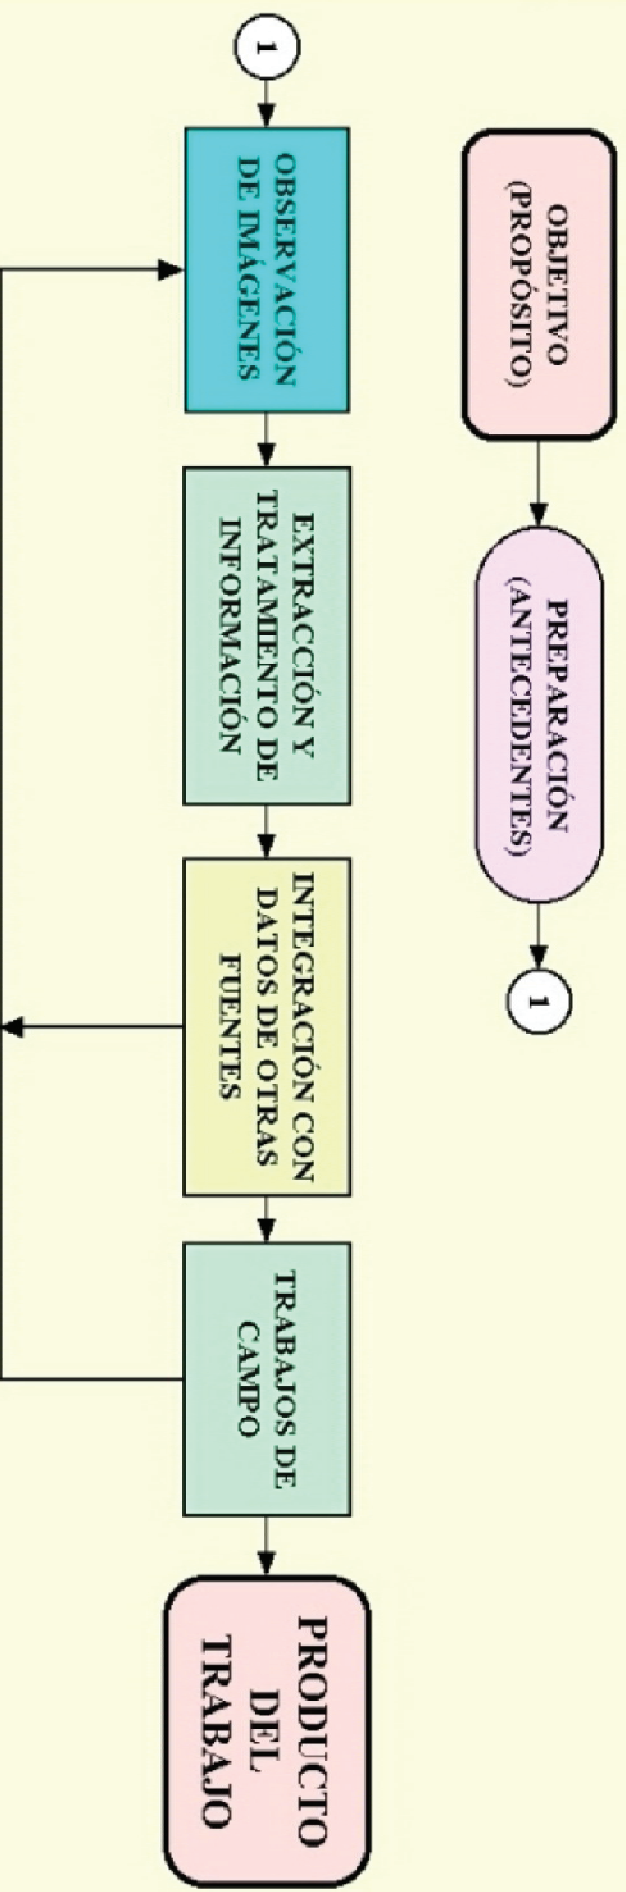 OBJETIVO
(PROPÓSITO)
PREPARACIÓN
(ANTECEDENTES)
1
1
OBSERVACIÓN
DE IMÁGENES
EXTRACCIÓN Y
TRATAMIENTO DE
INFORMACIÓN
INTEGRACIÓN CON
DATOS DE OTRAS
FUENTES
TRABAJOS DE
CAMPO
PRODUCTO
DEL
TRABAJO